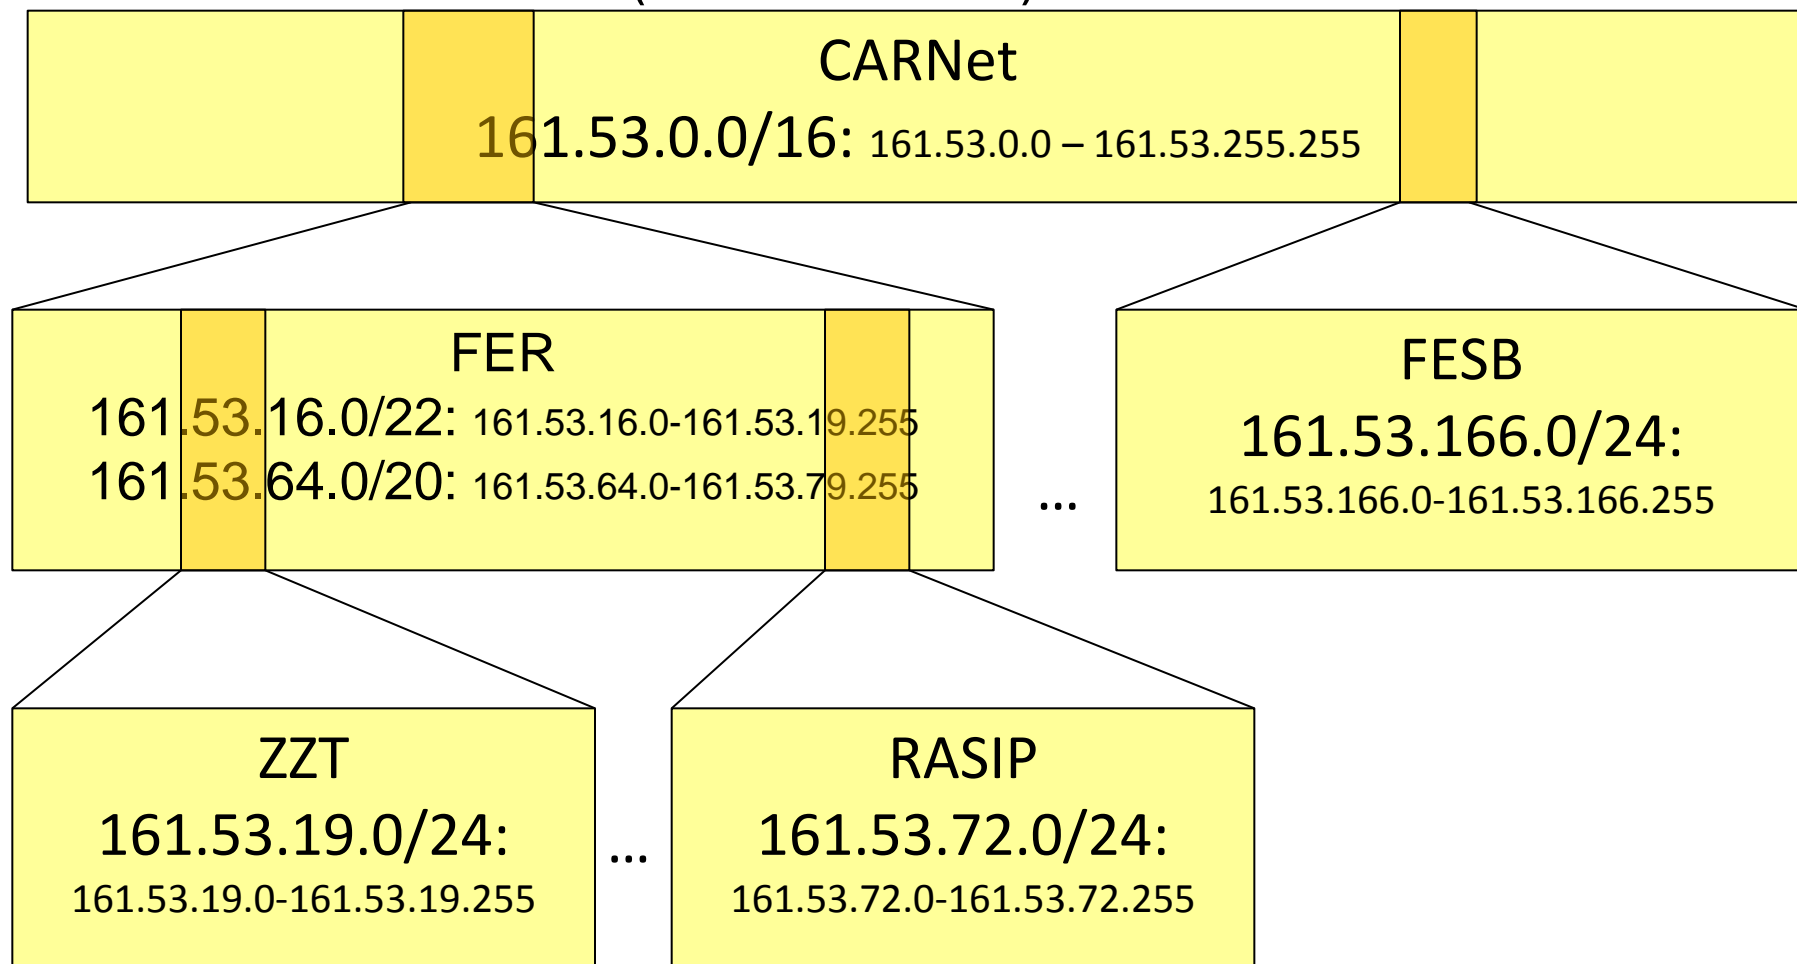 CARNet
161.53.0.0/16: 161.53.0.0 – 161.53.255.255
FER
161.53.16.0/22: 161.53.16.0-161.53.19.255
161.53.64.0/20: 161.53.64.0-161.53.79.255
...
FESB
161.53.166.0/24:
161.53.166.0-161.53.166.255
ZZT
161.53.19.0/24:
161.53.19.0-161.53.19.255
...
RASIP
161.53.72.0/24:
161.53.72.0-161.53.72.255